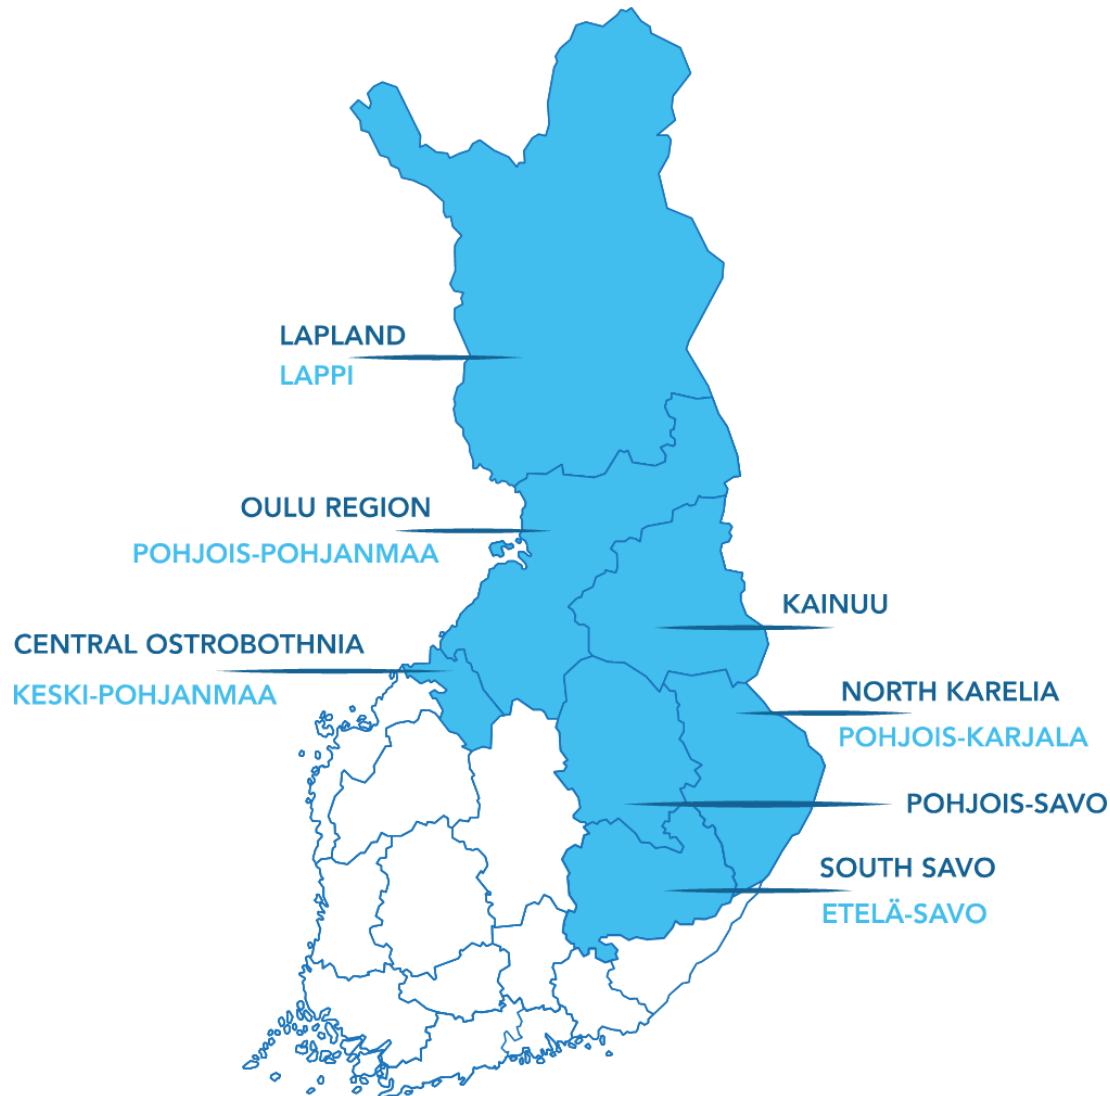 LAPLAND
LAPPI
OULU REGION
POHJOIS-POHJANMAA
KAINUU
CENTRAL OSTROBOTHNIA
KESKI-POHJANMAA
NORTH KARELIA
POHJOIS-KARJALA
POHJOIS-SAVO
SOUTH SAVO
ETELÄ-SAVO